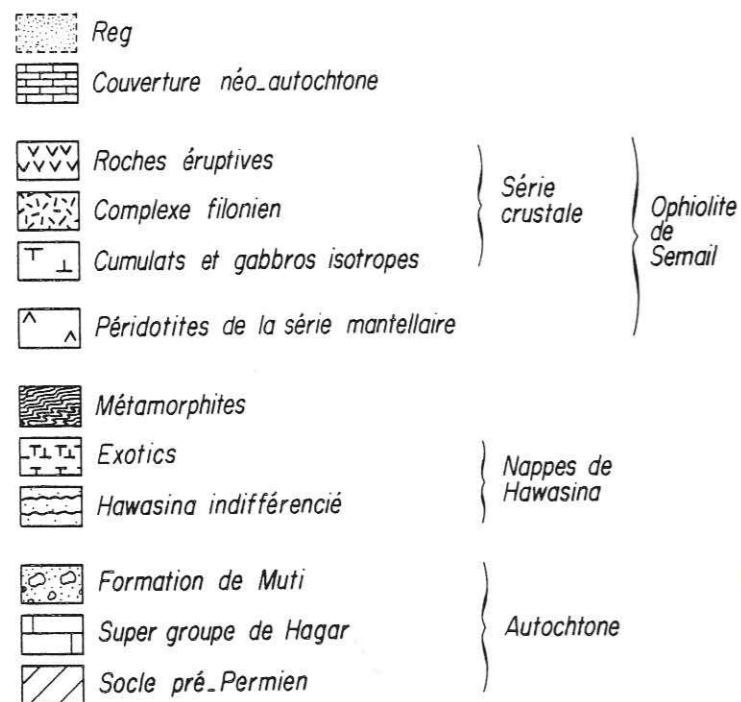 Reg
Couverture néo_autochtone
Roches éruptives
Complexe filonien
Cumulats et gabbros isotropes
Série
crustale
Péridotites de la série mantellaire
Ophiolite
de
Semail
Métamorphites
Exotics
Hawasina indifférencié
Nappes de
Hawasina
Formation de Muti
Super groupe de Hagar
Socle pré_Permien
Autochtone